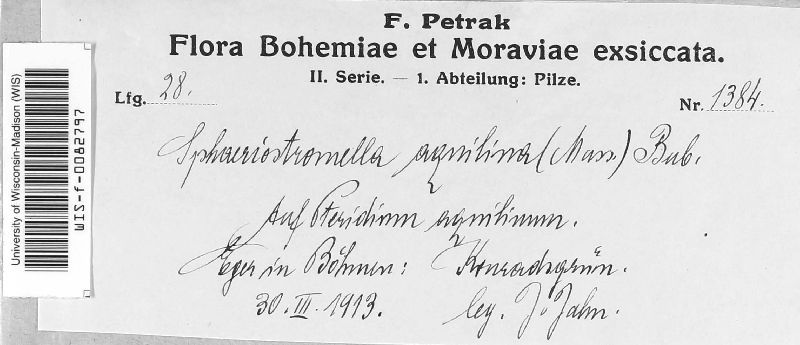 F. Petrak
Flora Bohemiae et Moraviae exsiccata.
II. Serie. — 1. Abteilung: Pilze.
Lfg. 28.
Nr. 1384.
Sphaeriostromella aquilina (Mass.) Bub.
Auf Pteridium aquilinum.
Eger in Böhmen: Konradsgrün.
30. III. 1913. leg. J. Jahn.
University of Wisconsin-Madison (WIS)
WIS-f-0082797